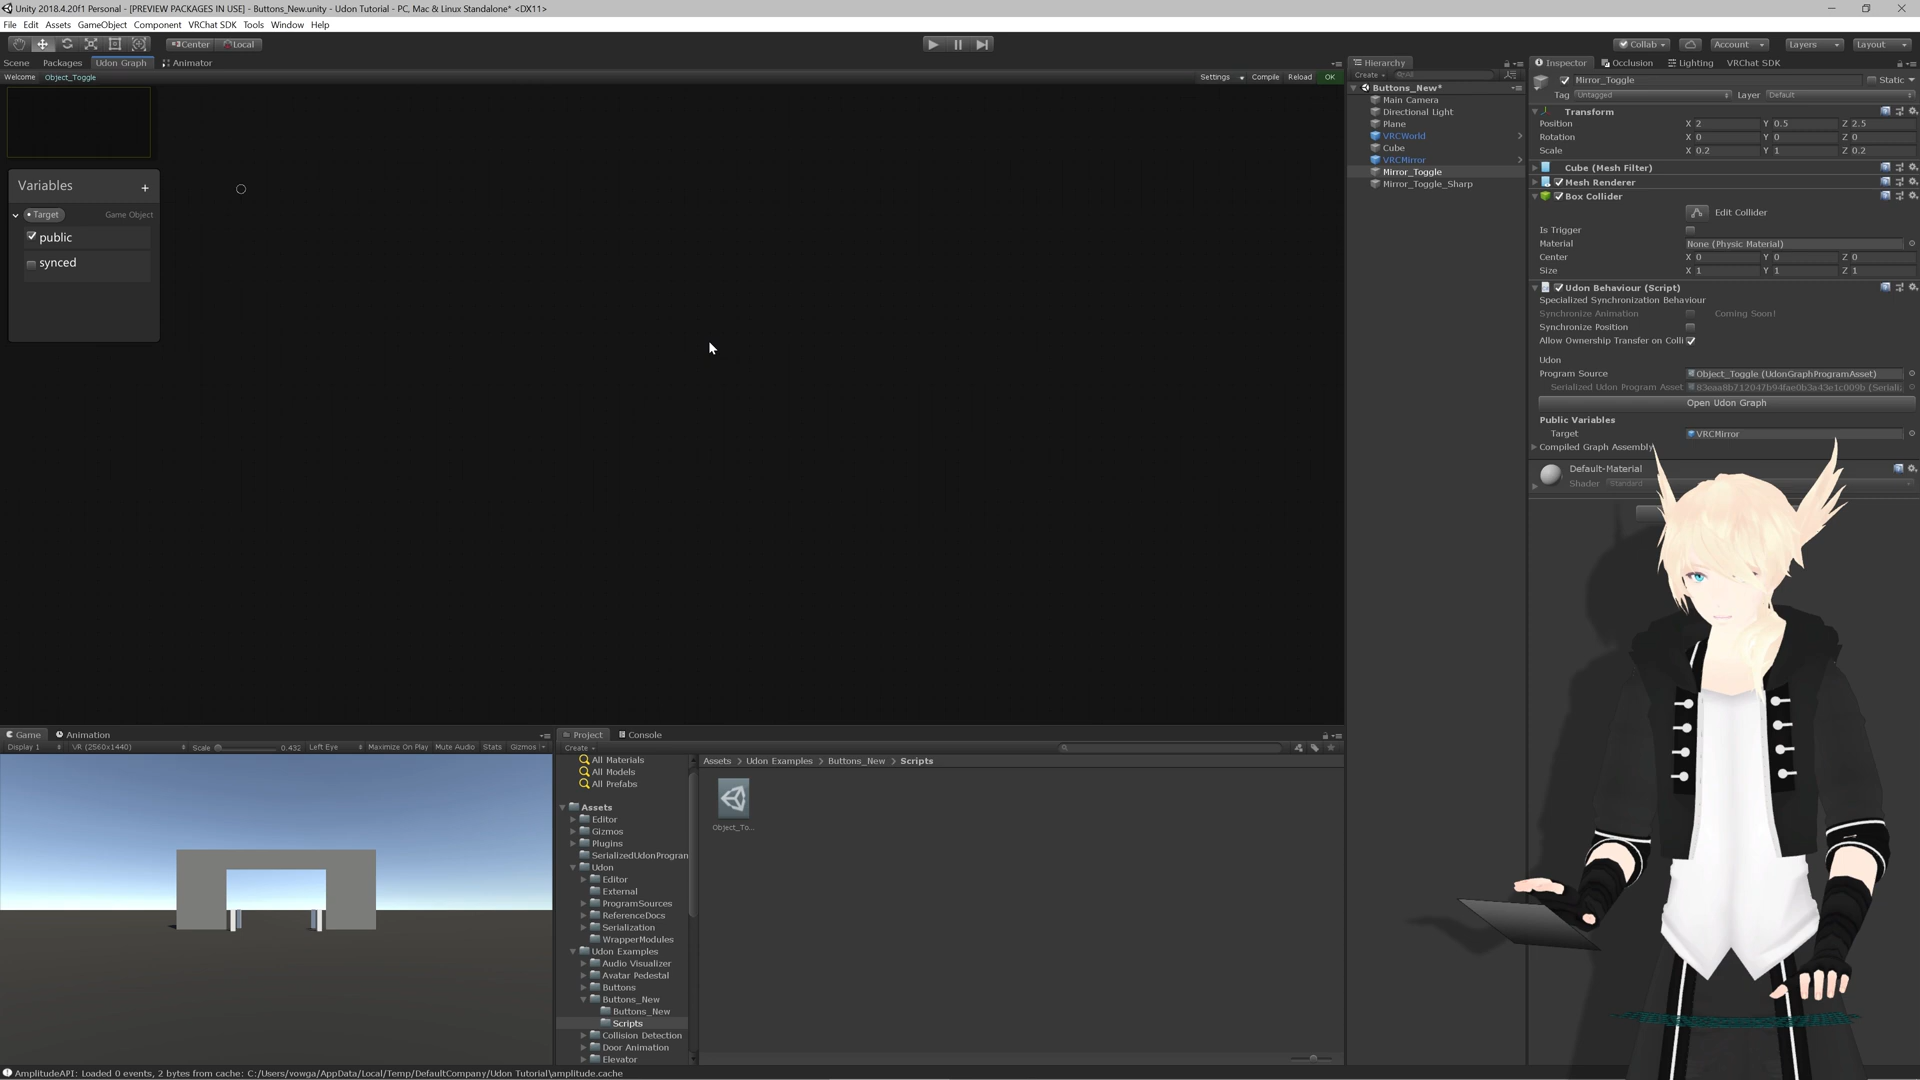 Unity 2018.4.20f1 Personal - [PREVIEW PACKAGES IN USE] - Buttons_New.unity - Udon Tutorial - PC, Mac & Linux Standalone* <DX11>
File Edit Assets GameObject Component VRChat SDK Tools Window Help
Center Local Collab Account Layers Layout
Scene Packages Udon Graph Animator
Welcome Object_Toggle Settings Compile Reload OK
Variables +
Target Game Object
public
synced
Hierarchy
Create
Buttons_New*
Main Camera
Directional Light
Plane
VRCWorld
Cube
VRCMirror
Mirror_Toggle
Mirror_Toggle_Sharp
Inspector Occlusion Lighting VRChat SDK
Mirror_Toggle Static
Tag Untagged Layer Default
Transform
Position X 2 Y 0.5 Z 2.5
Rotation X 0 Y 0 Z 0
Scale X 0.2 Y 1 Z 0.2
Cube (Mesh Filter)
Mesh Renderer
Box Collider
Edit Collider
Is Trigger
Material None (Physic Material)
Center X 0 Y 0 Z 0
Size X 1 Y 1 Z 1
Udon Behaviour (Script)
Specialized Synchronization Behaviour
Synchronize Animation Coming Soon!
Synchronize Position
Allow Ownership Transfer on Colli
Udon
Program Source Object_Toggle (UdonGraphProgramAsset)
Serialized Udon Program Asset 83eaa8b712047b94fae0b3a43e1c009b (Seriali
Open Udon Graph
Public Variables
Target VRCMirror
Compiled Graph Assembly
Default-Material
Shader Standard
Game Animation
Display 1 VR (2560x1440) Scale 0.432 Left Eye Maximize On Play Mute Audio Stats Gizmos
Project Console
Create
All Materials
All Models
All Prefabs
Assets
Editor
Gizmos
Plugins
SerializedUdonProgran
Udon
Editor
External
ProgramSources
ReferenceDocs
Serialization
WrapperModules
Udon Examples
Audio Visualizer
Avatar Pedestal
Buttons
Buttons_New
Buttons_New
Scripts
Collision Detection
Door Animation
Elevator
Assets > Udon Examples > Buttons_New > Scripts
Object_To...
AmplitudeAPI: Loaded 0 events, 2 bytes from cache: C:/Users/vowga/AppData/Local/Temp/DefaultCompany/Udon Tutorial\amplitude.cache